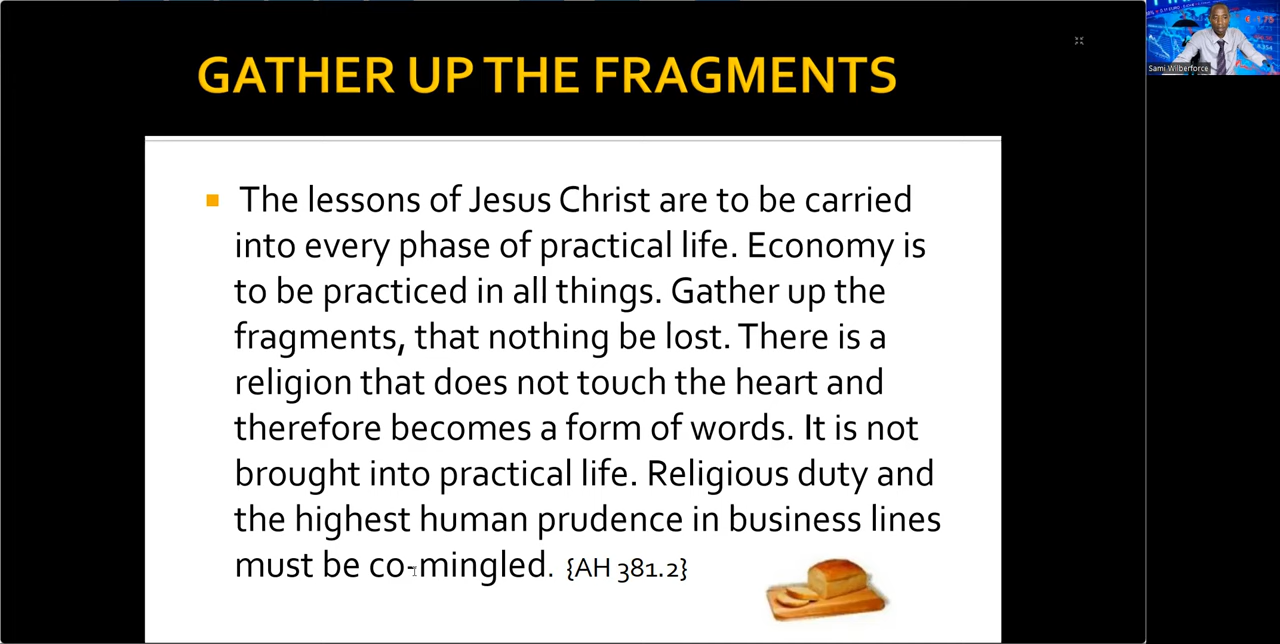 GATHER UP THE FRAGMENTS
The lessons of Jesus Christ are to be carried
into every phase of practical life. Economy is
to be practiced in all things. Gather up the
fragments, that nothing be lost. There is a
religion that does not touch the heart and
therefore becomes a form of words. It is not
brought into practical life. Religious duty and
the highest human prudence in business lines
must be co-mingled. {AH 381.2}
Sami Wilberforce